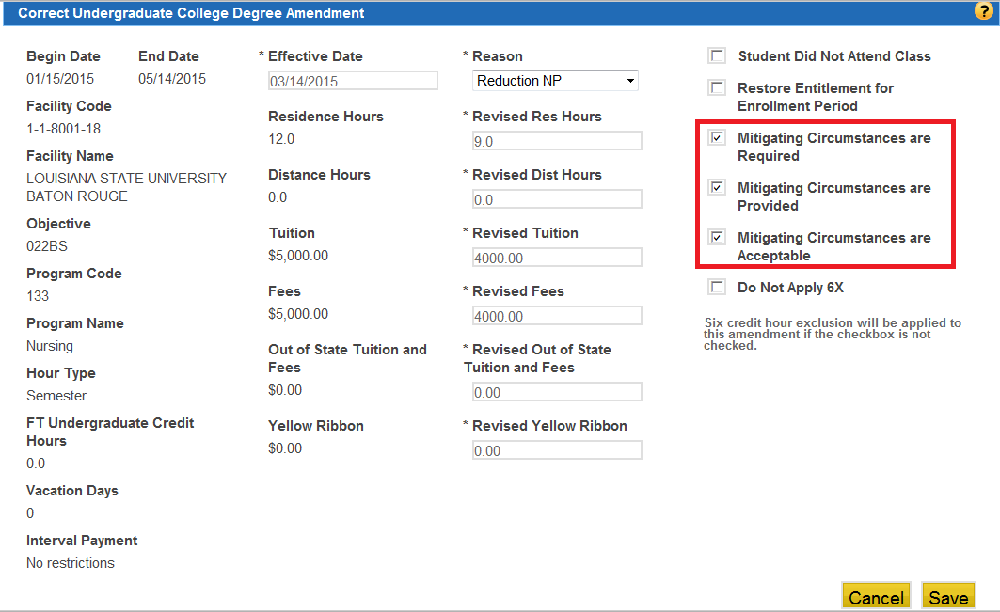 Correct Undergraduate College Degree Amendment
?
Begin Date
End Date
01/15/2015
05/14/2015
Facility Code
1-1-8001-18
Facility Name
LOUISIANA STATE UNIVERSITY-
BATON ROUGE
Objective
022BS
Program Code
133
Program Name
Nursing
Hour Type
Semester
FT Undergraduate Credit
Hours
0.0
Vacation Days
0
Interval Payment
No restrictions
* Effective Date
03/14/2015
Residence Hours
12.0
Distance Hours
0.0
Tuition
$5,000.00
Fees
$5,000.00
Out of State Tuition and
Fees
$0.00
Yellow Ribbon
$0.00
* Reason
Reduction NP
* Revised Res Hours
9.0
* Revised Dist Hours
0.0
* Revised Tuition
4000.00
* Revised Fees
4000.00
* Revised Out of State
Tuition and Fees
0.00
* Revised Yellow Ribbon
0.00
Student Did Not Attend Class
Restore Entitlement for
Enrollment Period
Mitigating Circumstances are
Required
Mitigating Circumstances are
Provided
Mitigating Circumstances are
Acceptable
Do Not Apply 6X
Six credit hour exclusion will be applied to
this amendment if the checkbox is not
checked.
Cancel
Save